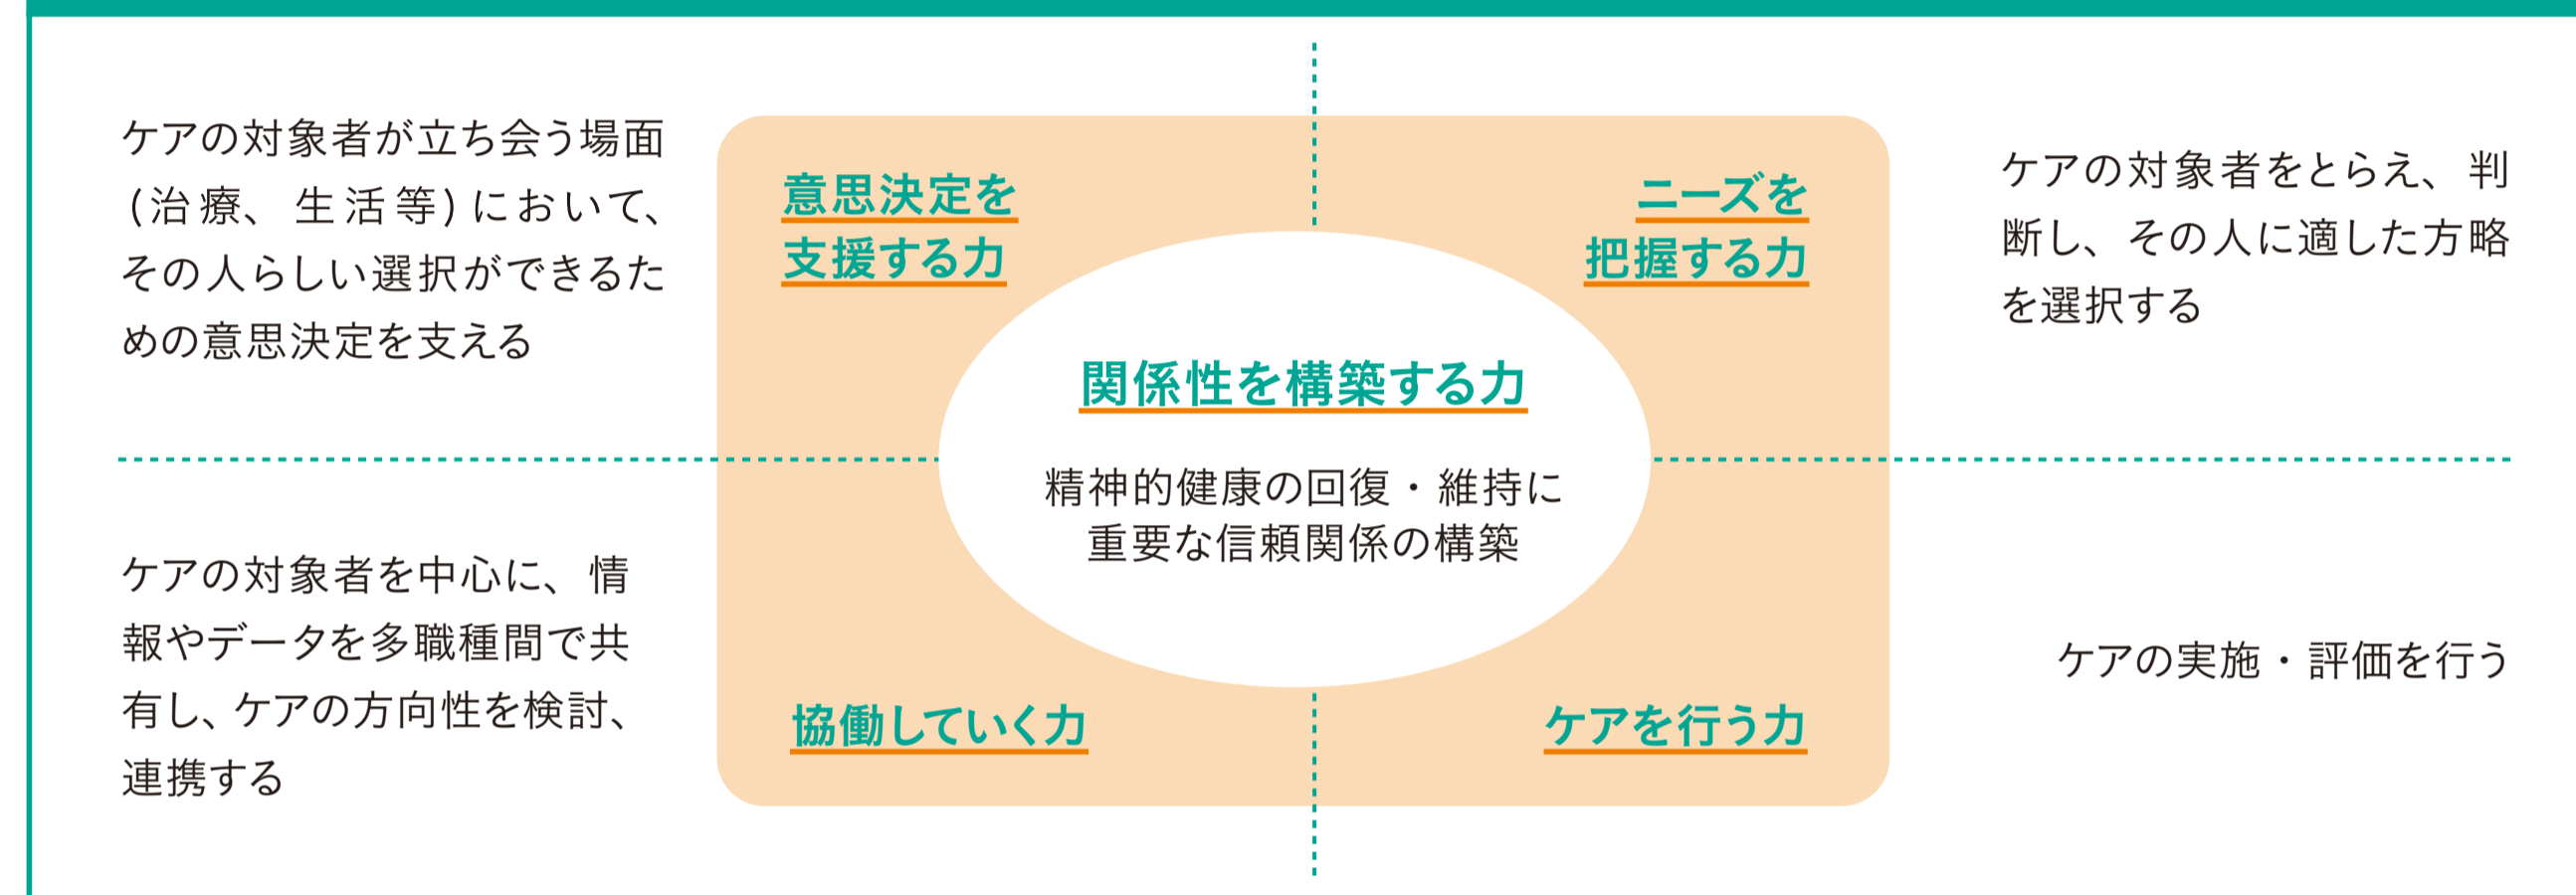 ケアの対象者が立ち会う場面
(治療、生活等)において、
その人らしい選択ができるた
めの意思決定を支える
意思決定を
支援する力
ニーズを
把握する力
ケアの対象者をとらえ、判
断し、その人に適した方略
を選択する
関係性を構築する力
精神的健康の回復・維持に
重要な信頼関係の構築
ケアの対象者を中心に、情
報やデータを多職種間で共
有し、ケアの方向性を検討、
連携する
協働していく力
ケアを行う力
ケアの実施・評価を行う